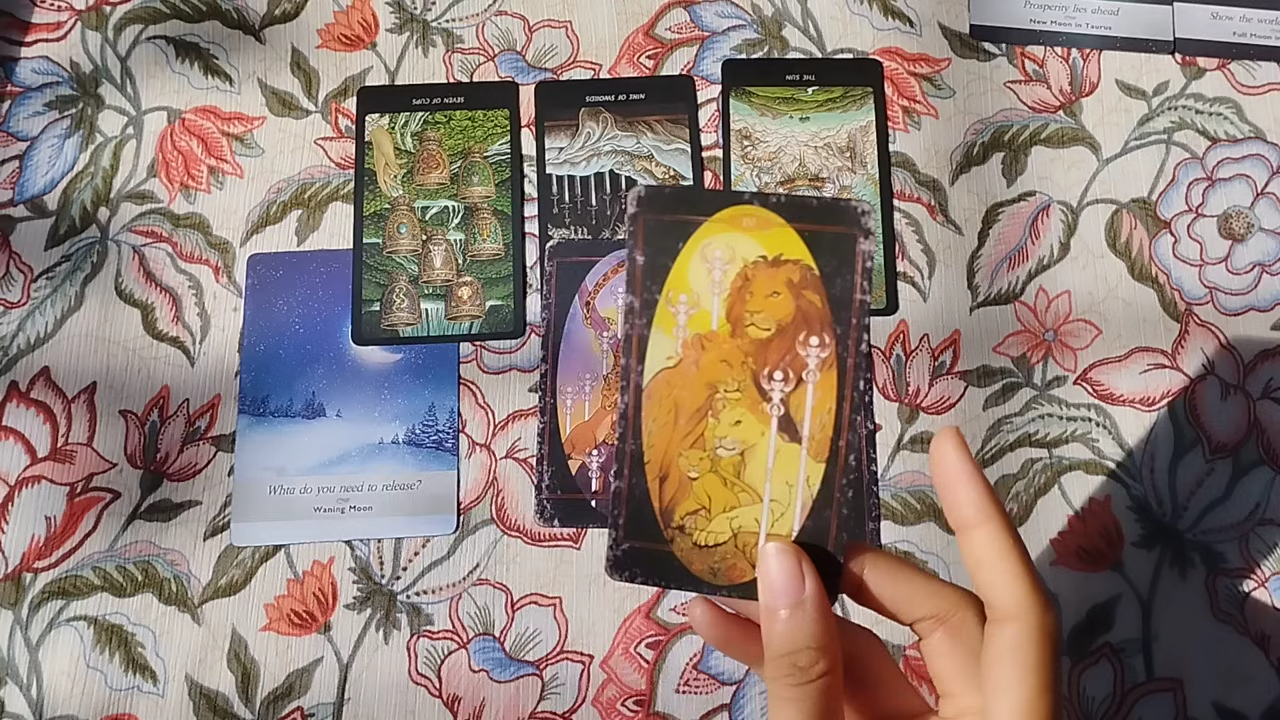 Prosperity lies ahead
New Moon in Taurus
Show the
Full Moon in
THE SUN
NINE OF SWORDS
SEVEN OF CUPS
Whta do you need to release?
Waning Moon